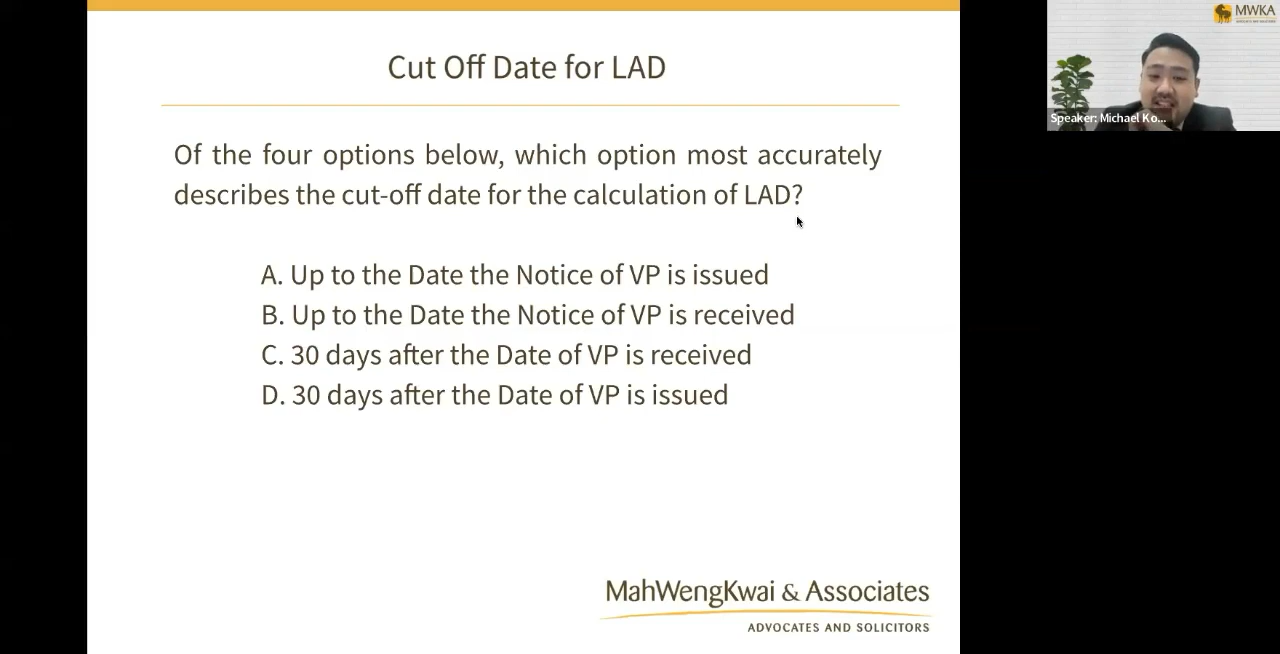 Cut Off Date for LAD
Of the four options below, which option most accurately
describes the cut-off date for the calculation of LAD?
A. Up to the Date the Notice of VP is issued
B. Up to the Date the Notice of VP is received
C. 30 days after the Date of VP is received
D. 30 days after the Date of VP is issued
MahWengKwai & Associates
ADVOCATES AND SOLICITORS
MWKA
Speaker: Michael Ko...